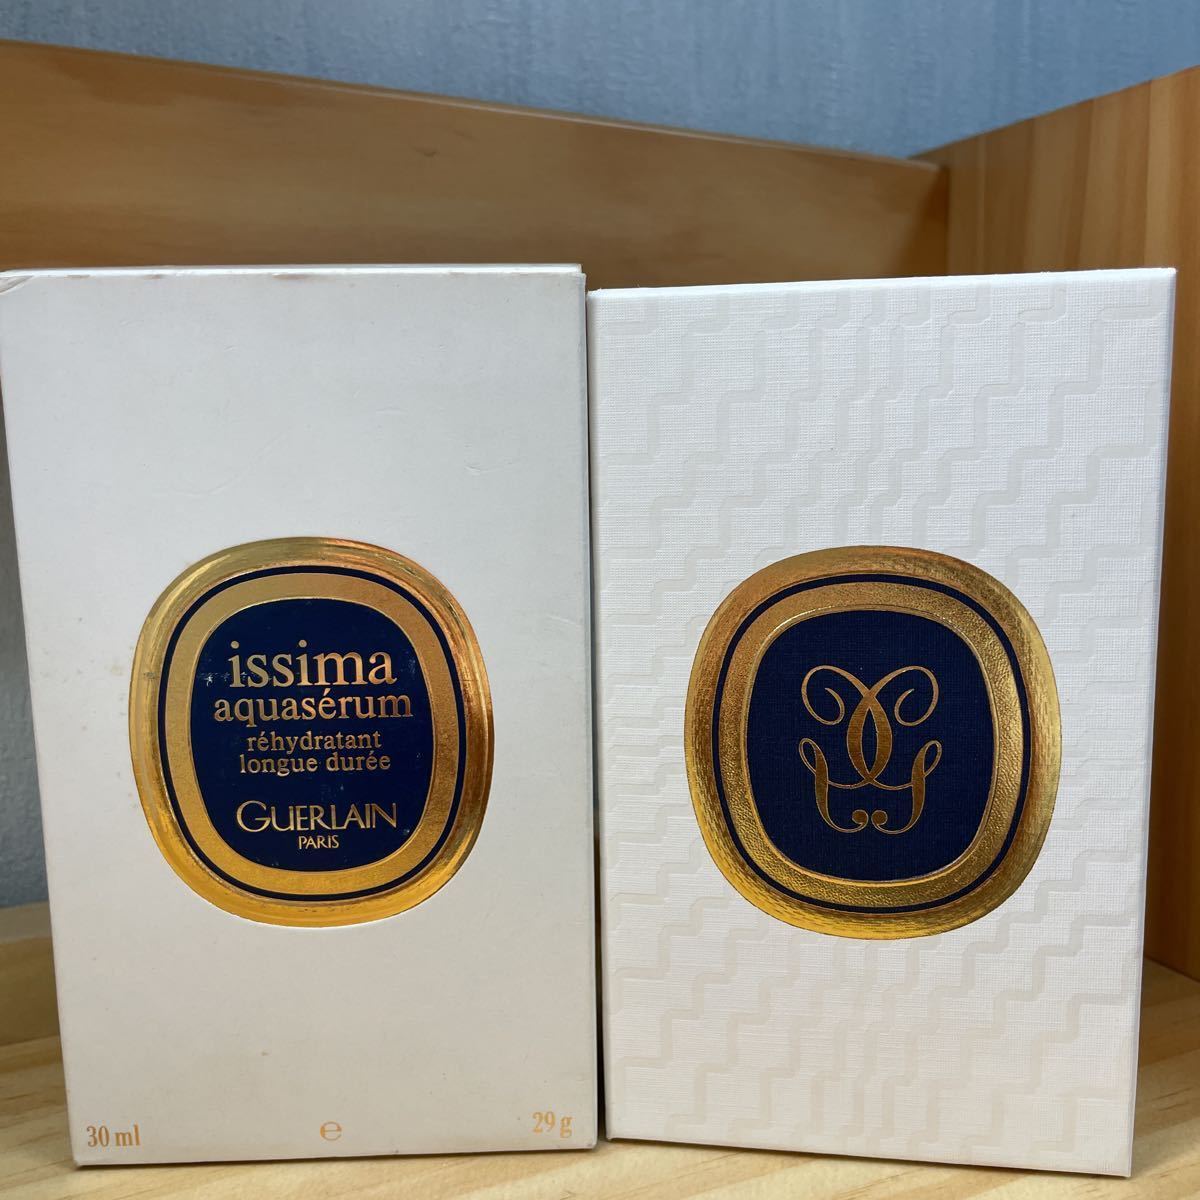 issima
aquasérum
réhydratant
longue durée
GUERLAIN
PARIS
30 ml
e
29 g